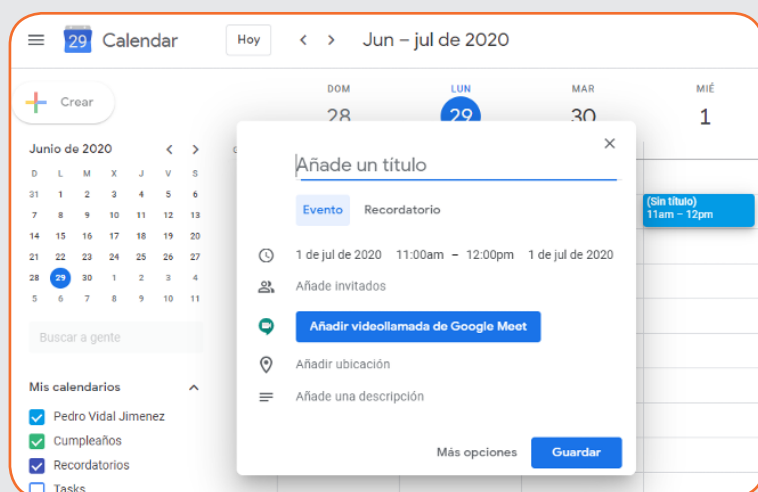 29 Calendar Hoy < > Jun – jul de 2020
Crear
DOM LUN MAR MIÉ
28 29 30 1
Junio de 2020 < >
D L M X J V S
31 1 2 3 4 5 6
7 8 9 10 11 12 13
14 15 16 17 18 19 20
21 22 23 24 25 26 27
28 29 30 1 2 3 4
5 6 7 8 9 10 11
Buscar a gente
Mis calendarios
Pedro Vidal Jimenez
Cumpleaños
Recordatorios
Tasks
Añade un título
Evento Recordatorio
1 de jul de 2020 11:00am – 12:00pm 1 de jul de 2020
Añade invitados
Añadir videollamada de Google Meet
Añadir ubicación
Añade una descripción
Más opciones Guardar
(Sin título)
11am – 12pm